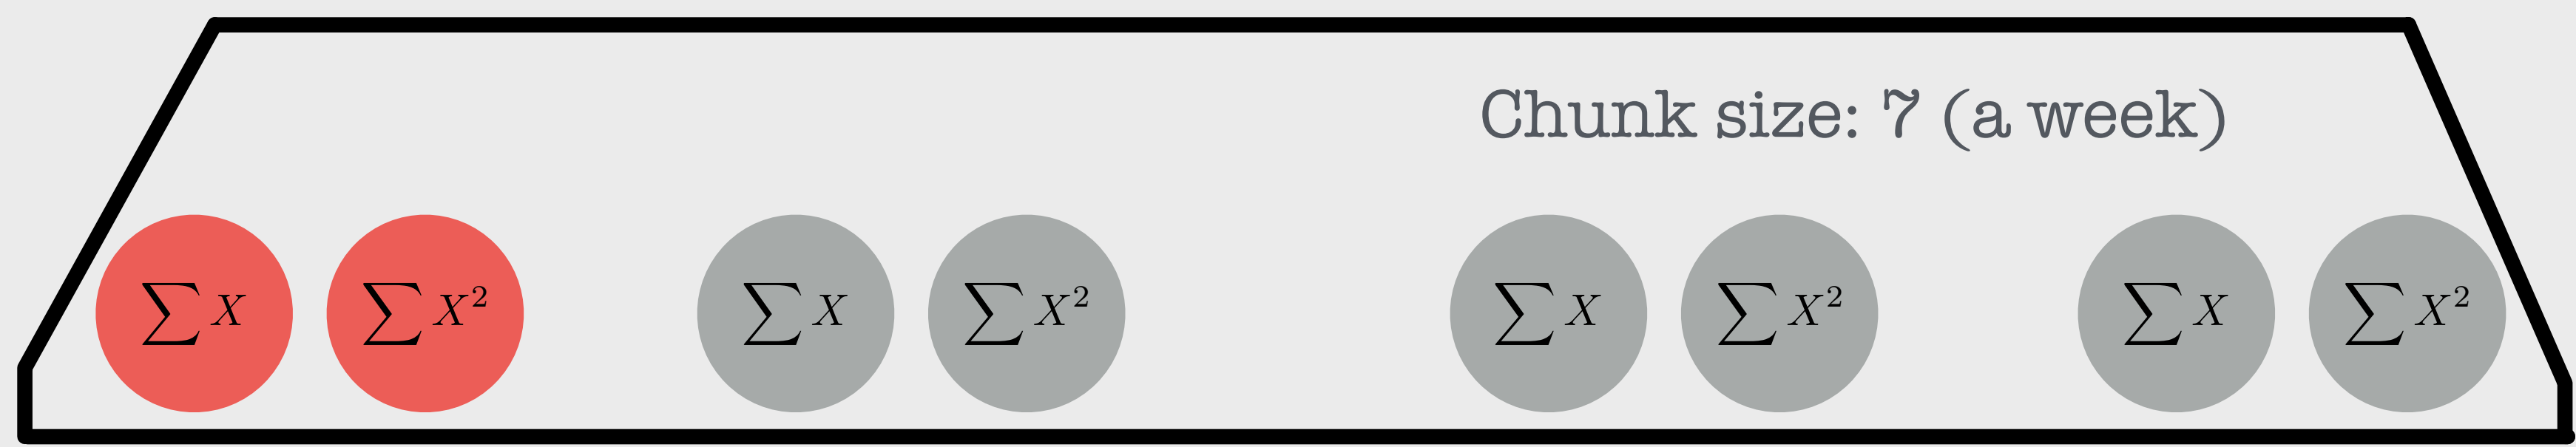 Chunk size: 7 (a week)
∑X ∑X² ∑X ∑X² ∑X ∑X² ∑X ∑X²